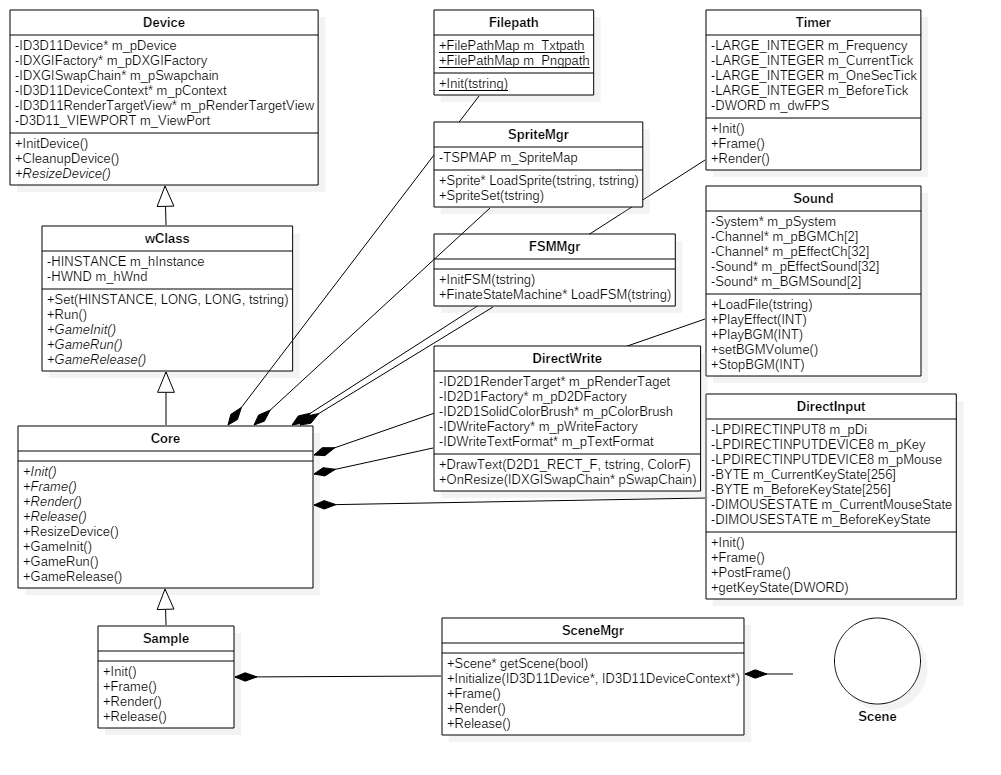 Device
-ID3D11Device* m_pDevice
-IDXGIFactory* m_pDXGIFactory
-IDXGISwapChain* m_pSwapchain
-ID3D11DeviceContext* m_pContext
-ID3D11RenderTargetView* m_pRenderTargetView
-D3D11_VIEWPORT m_ViewPort
+InitDevice()
+CleanupDevice()
+ResizeDevice()
wClass
-HINSTANCE m_hInstance
-HWND m_hWnd
+Set(HINSTANCE, LONG, LONG, tstring)
+Run()
+GameInit()
+GameRun()
+GameRelease()
Core
+Init()
+Frame()
+Render()
+Release()
+ResizeDevice()
+GameInit()
+GameRun()
+GameRelease()
Sample
+Init()
+Frame()
+Render()
+Release()
Filepath
+FilePathMap m_Txtpath
+FilePathMap m_Pngpath
+Init(tstring)
SpriteMgr
-TSPMAP m_SpriteMap
+Sprite* LoadSprite(tstring, tstring)
+SpriteSet(tstring)
FSMMgr
+InitFSM(tstring)
+FinateStateMachine* LoadFSM(tstring)
DirectWrite
-ID2D1RenderTarget* m_pRenderTaget
-ID2D1Factory* m_pD2DFactory
-ID2D1SolidColorBrush* m_pColorBrush
-IDWriteFactory* m_pWriteFactory
-IDWriteTextFormat* m_pTextFormat
+DrawText(D2D1_RECT_F, tstring, ColorF)
+OnResize(IDXGISwapChain* pSwapChain)
SceneMgr
+Scene* getScene(bool)
+Initialize(ID3D11Device*, ID3D11DeviceContext*)
+Frame()
+Render()
+Release()
Timer
-LARGE_INTEGER m_Frequency
-LARGE_INTEGER m_CurrentTick
-LARGE_INTEGER m_OneSecTick
-LARGE_INTEGER m_BeforeTick
-DWORD m_dwFPS
+Init()
+Frame()
+Render()
Sound
-System* m_pSystem
-Channel* m_pBGMCh[2]
-Channel* m_pEffectCh[32]
-Sound* m_pEffectSound[32]
-Sound* m_BGMSound[2]
+LoadFile(tstring)
+PlayEffect(INT)
+PlayBGM(INT)
+setBGMVolume()
+StopBGM(INT)
DirectInput
-LPDIRECTINPUT8 m_pDi
-LPDIRECTINPUTDEVICE8 m_pKey
-LPDIRECTINPUTDEVICE8 m_pMouse
-BYTE m_CurrentKeyState[256]
-BYTE m_BeforeKeyState[256]
-DIMOUSESTATE m_CurrentMouseState
-DIMOUSESTATE m_BeforeKeyState
+Init()
+Frame()
+PostFrame()
+getKeyState(DWORD)
Scene